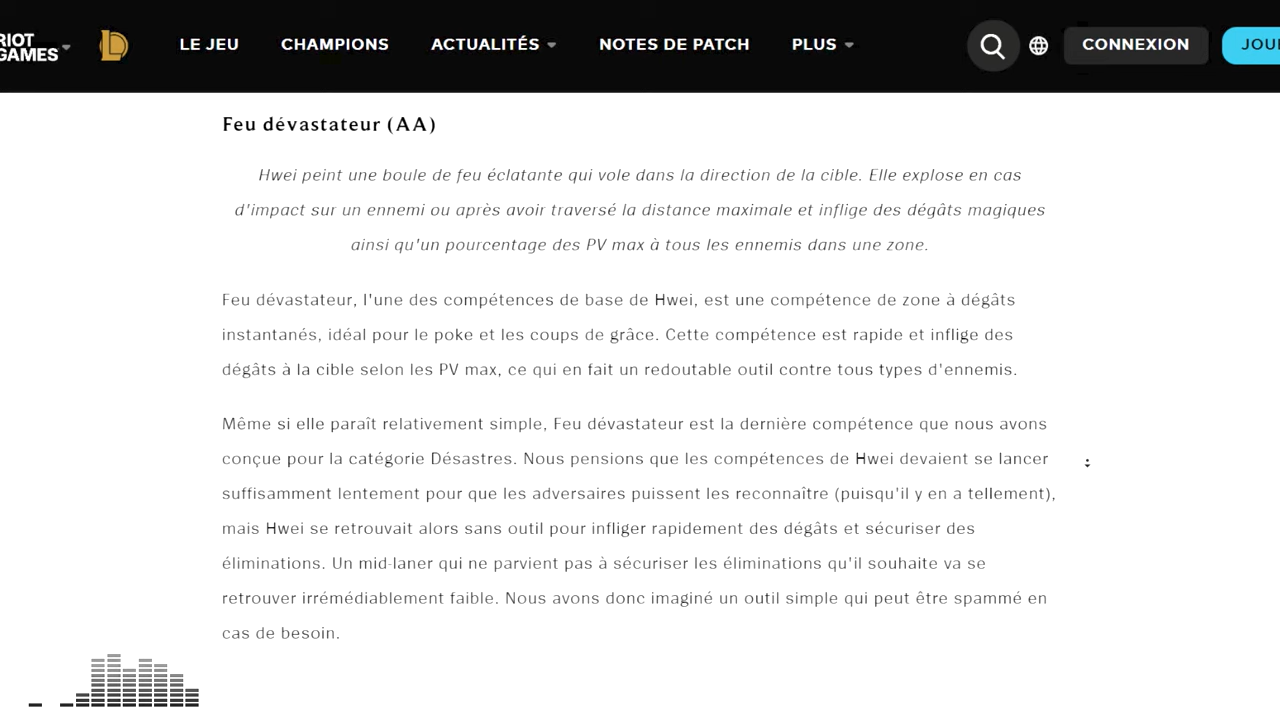 RIOT GAMES LE JEU CHAMPIONS ACTUALITÉS NOTES DE PATCH PLUS CONNEXION JOUE
Feu dévastateur (AA)
Hwei peint une boule de feu éclatante qui vole dans la direction de la cible. Elle explose en cas
d'impact sur un ennemi ou après avoir traversé la distance maximale et inflige des dégâts magiques
ainsi qu'un pourcentage des PV max à tous les ennemis dans une zone.
Feu dévastateur, l'une des compétences de base de Hwei, est une compétence de zone à dégâts
instantanés, idéal pour le poke et les coups de grâce. Cette compétence est rapide et inflige des
dégâts à la cible selon les PV max, ce qui en fait un redoutable outil contre tous types d'ennemis.
Même si elle paraît relativement simple, Feu dévastateur est la dernière compétence que nous avons
conçue pour la catégorie Désastres. Nous pensions que les compétences de Hwei devaient se lancer
suffisamment lentement pour que les adversaires puissent les reconnaître (puisqu'il y en a tellement),
mais Hwei se retrouvait alors sans outil pour infliger rapidement des dégâts et sécuriser des
éliminations. Un mid-laner qui ne parvient pas à sécuriser les éliminations qu'il souhaite va se
retrouver irrémédiablement faible. Nous avons donc imaginé un outil simple qui peut être spammé en
cas de besoin.